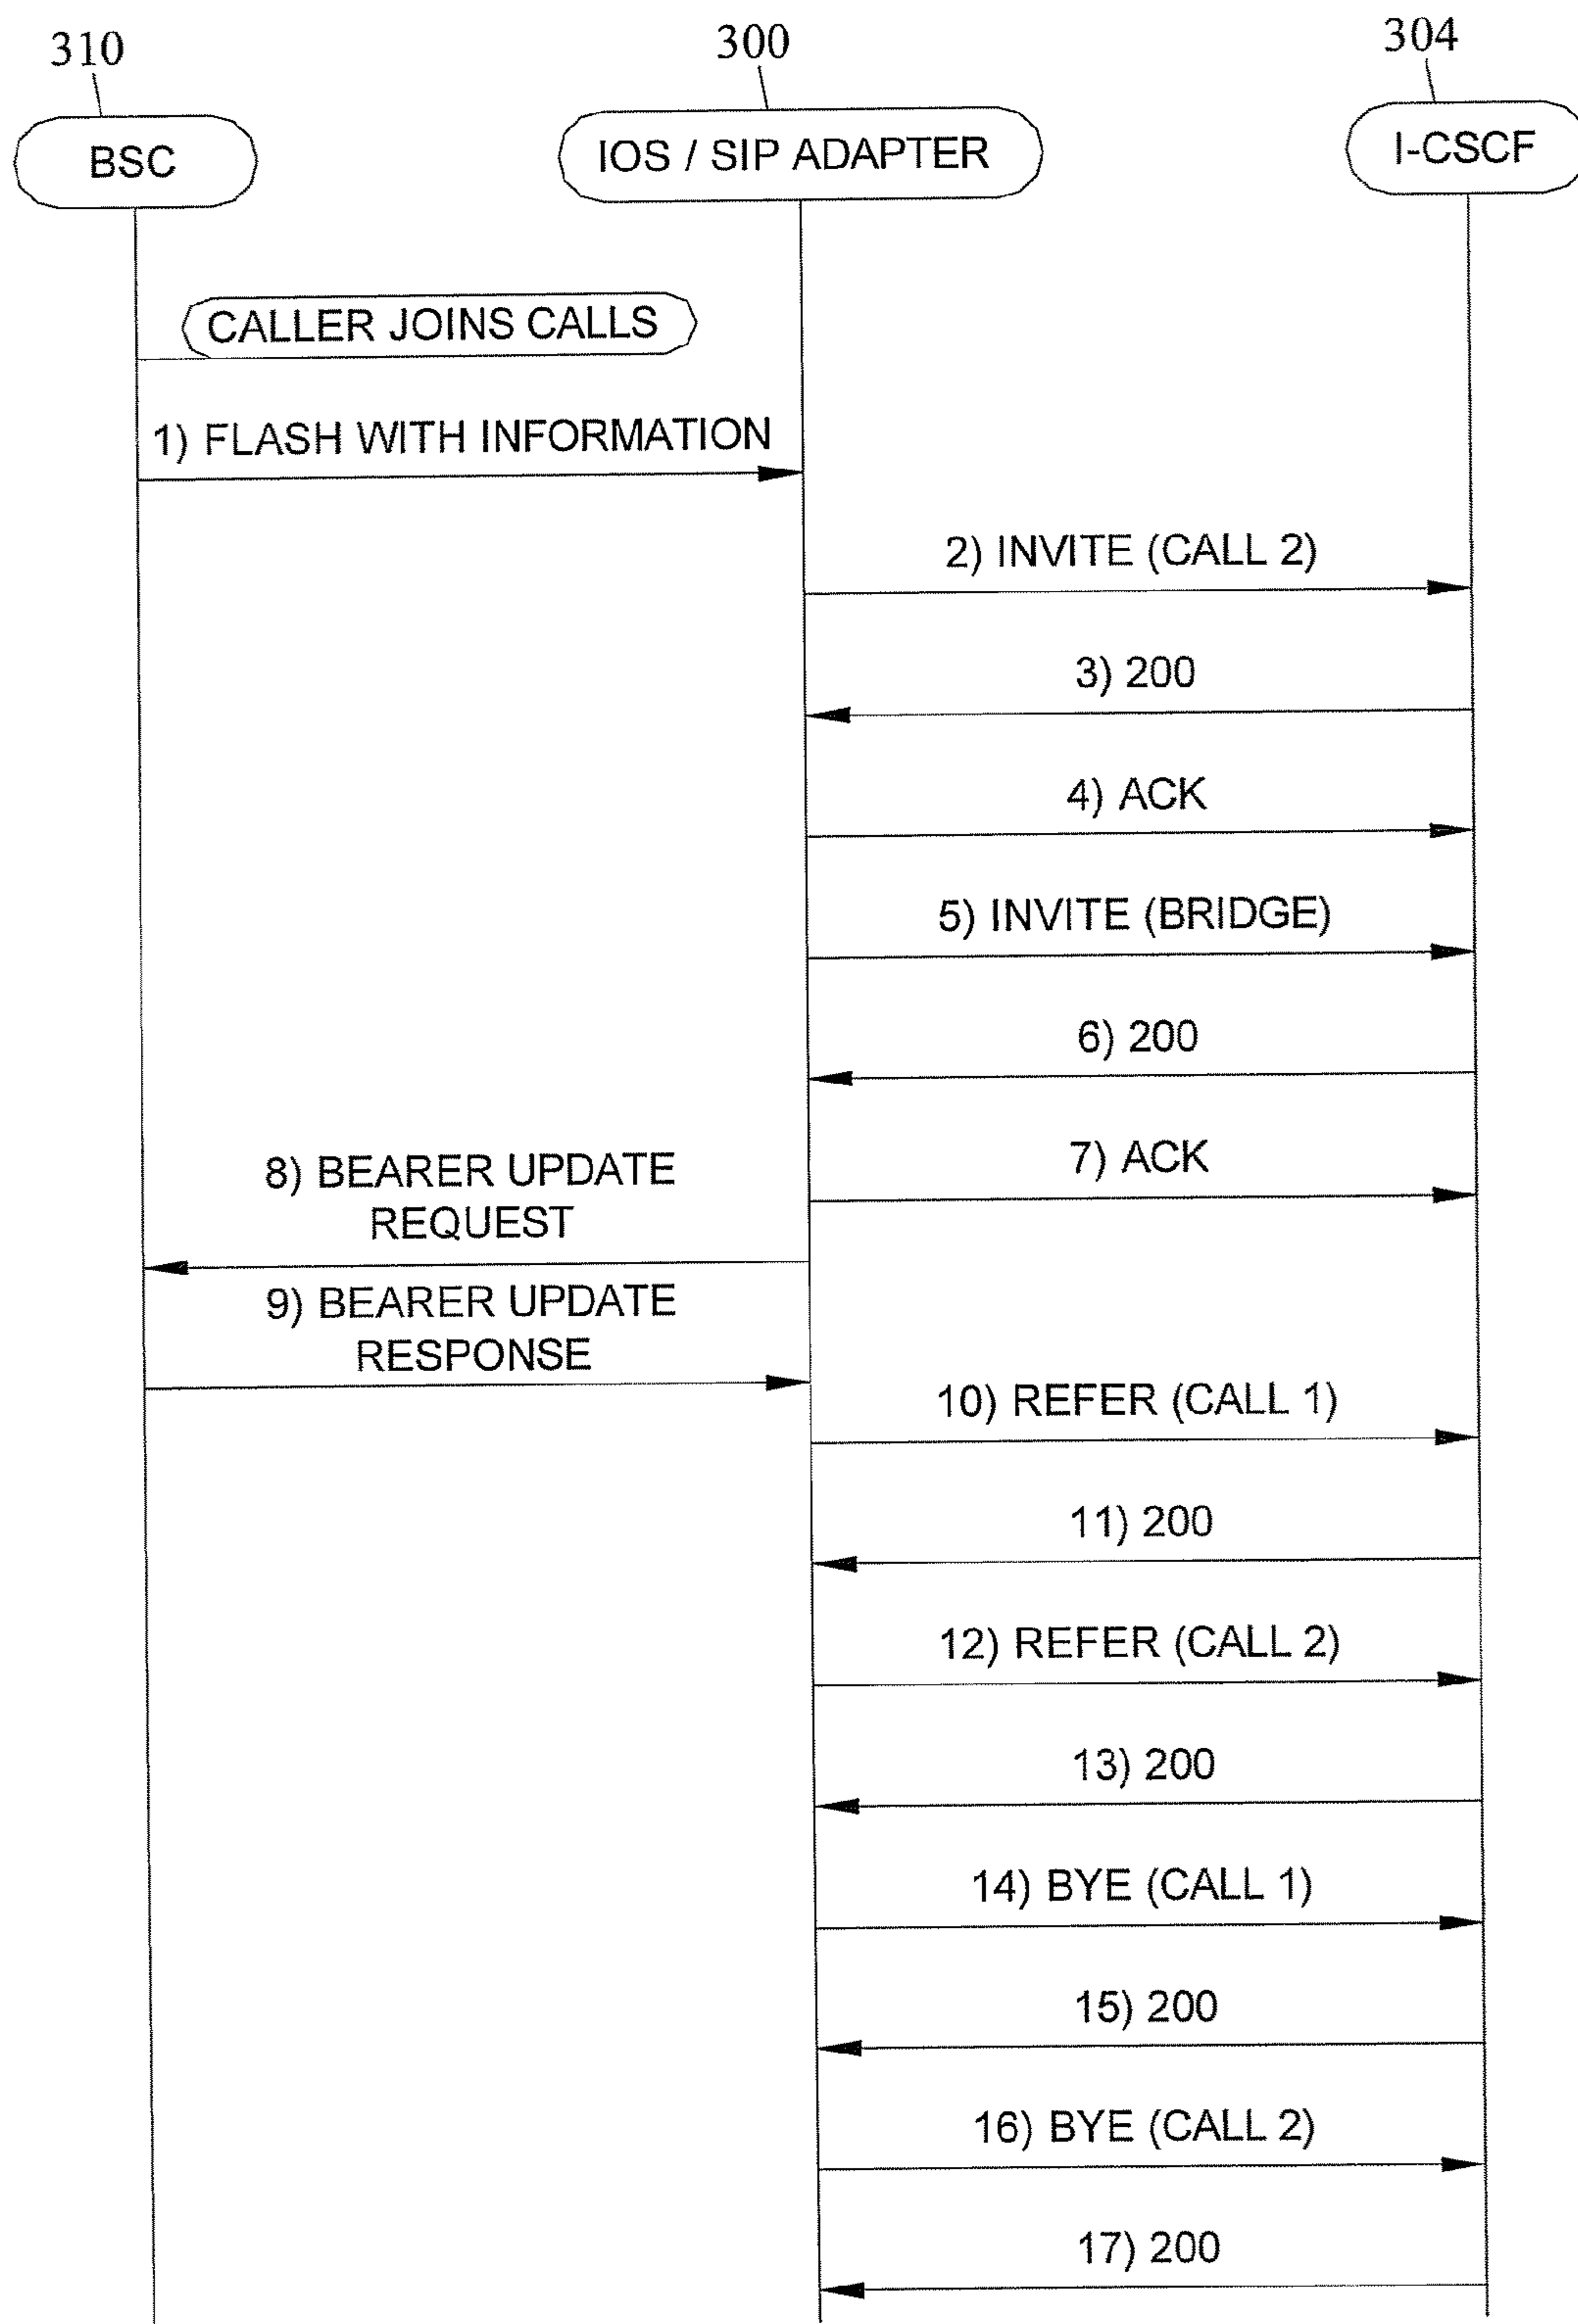 310
300
304
BSC
IOS / SIP ADAPTER
I-CSCF
CALLER JOINS CALLS
1) FLASH WITH INFORMATION
2) INVITE (CALL 2)
3) 200
4) ACK
5) INVITE (BRIDGE)
6) 200
7) ACK
8) BEARER UPDATE
REQUEST
9) BEARER UPDATE
RESPONSE
10) REFER (CALL 1)
11) 200
12) REFER (CALL 2)
13) 200
14) BYE (CALL 1)
15) 200
16) BYE (CALL 2)
17) 200